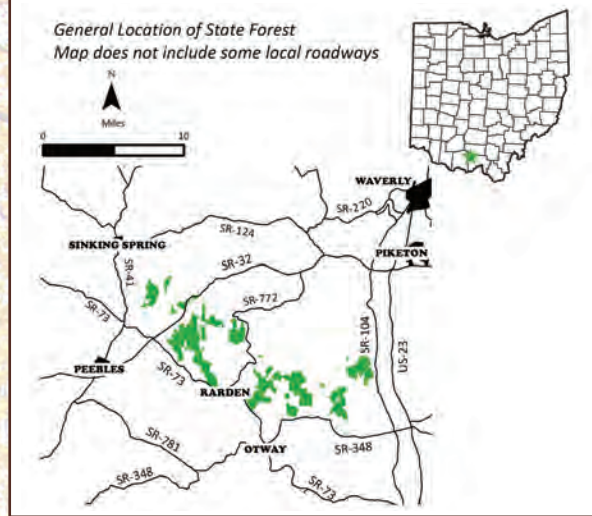 General Location of State Forest
Map does not include some local roadways
N
Miles
0
10
WAVERLY
SR-220
SR-124
SINKING SPRING
PIKETON
SR-32
SR-41
SR-772
SR-73
SR-104
US-23
PEEBLES
SR-73
RARDEN
SR-781
OTWAY
SR-348
SR-348
SR-73